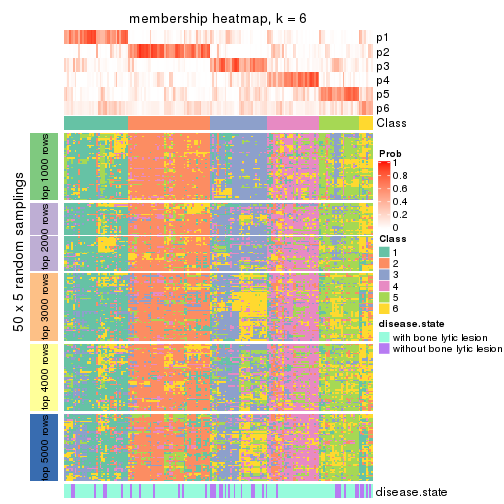 membership heatmap, k = 6
p1
p2
p3
p4
p5
p6
Class
50 x 5 random samplings
top 1000 rows
top 2000 rows
top 3000 rows
top 4000 rows
top 5000 rows
Prob
1
0.8
0.6
0.4
0.2
0
Class
1
2
3
4
5
6
disease.state
with bone lytic lesion
without bone lytic lesion
disease.state